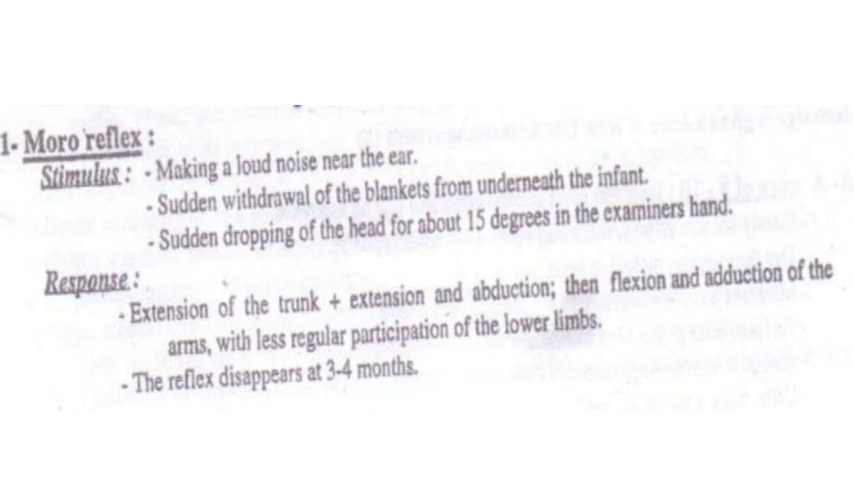 1- Moro reflex :
Stimulus : - Making a loud noise near the ear.
- Sudden withdrawal of the blankets from underneath the infant.
- Sudden dropping of the head for about 15 degrees in the examiners hand.
Response :
- Extension of the trunk + extension and abduction; then flexion and adduction of the
arms, with less regular participation of the lower limbs.
- The reflex disappears at 3-4 months.